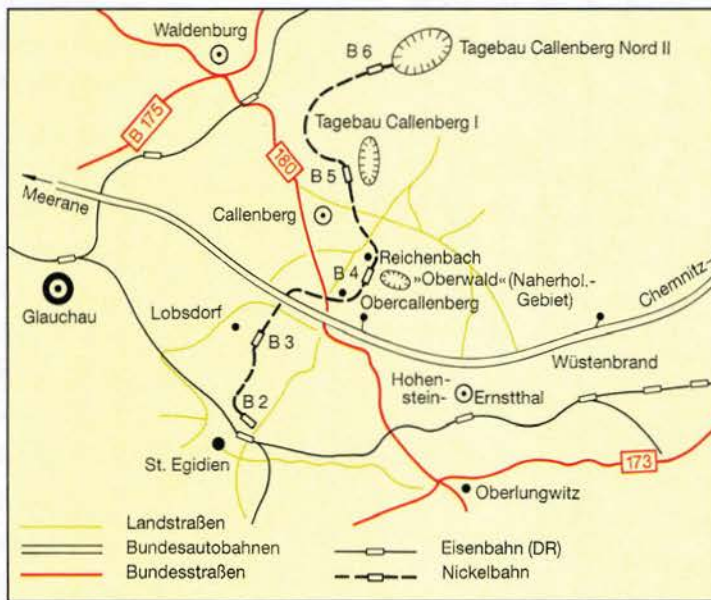 Waldenburg
B 6
Tagebau Callenberg Nord II
B 175
180
Tagebau Callenberg I
B 5
Meerane
Callenberg
Reichenbach
B 4
»Oberwald« (Naherhol.-
Gebiet)
Chemnitz
Obercallenberg
Glauchau
Lobsdorf
B 3
Wüstenbrand
Hohen-
stein-
Ernstthal
B 2
St. Egidien
173
Oberlungwitz
Landstraßen
Bundesautobahnen
Eisenbahn (DR)
Bundesstraßen
Nickelbahn